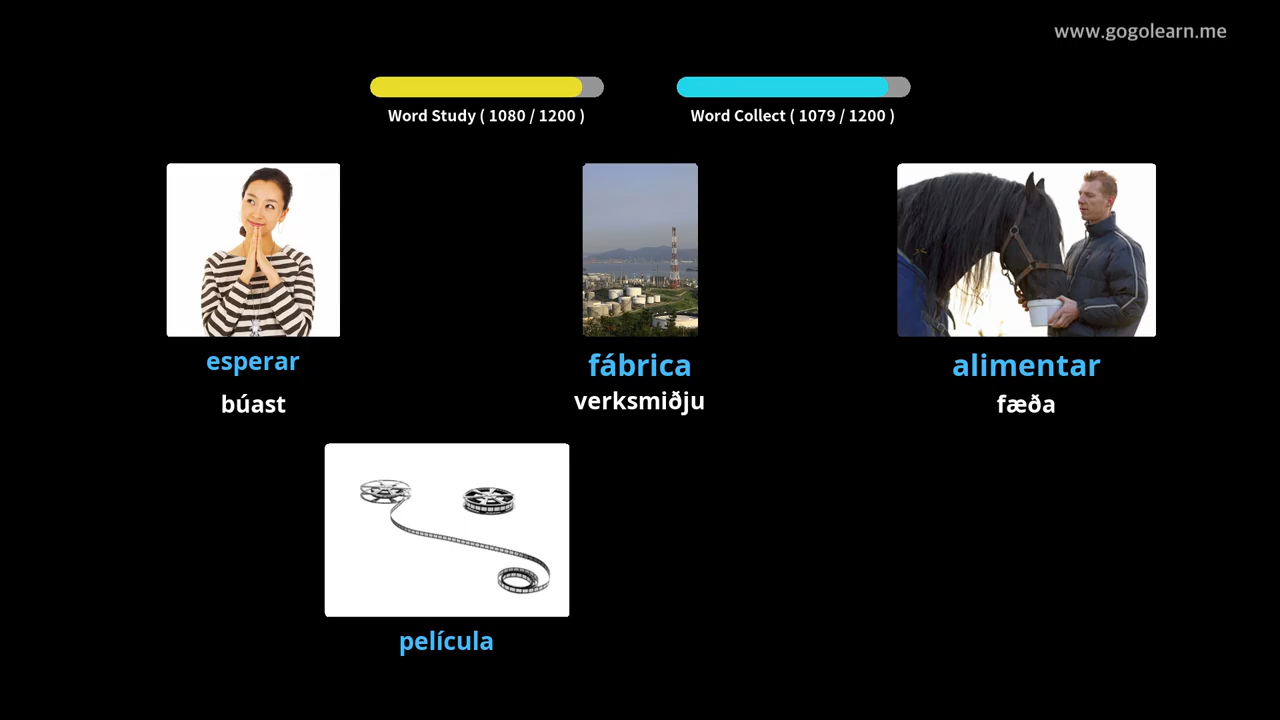 www.gogolearn.me
Word Study ( 1080 / 1200 )
Word Collect ( 1079 / 1200 )
esperar
búast
fábrica
verksmiðju
alimentar
fæða
película